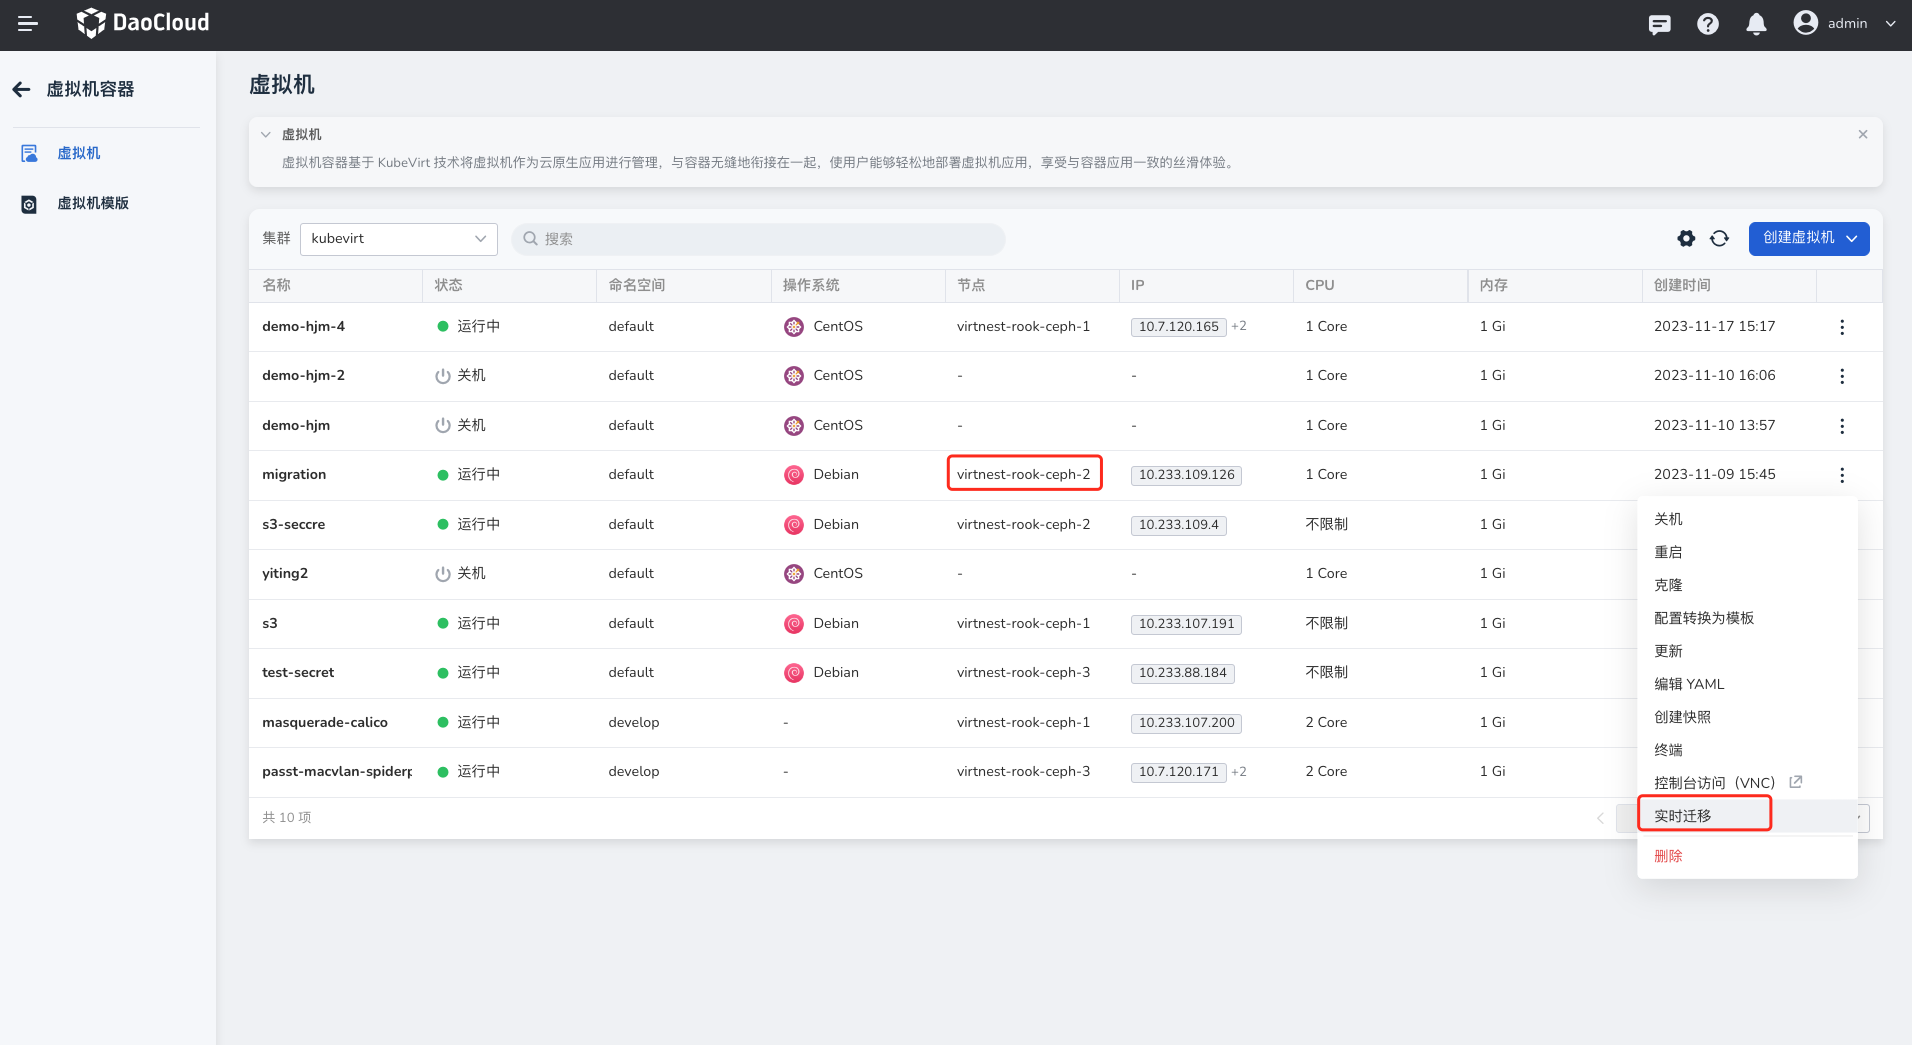 DaoCloud
admin
虚拟机容器
虚拟机
虚拟机模版
虚拟机
虚拟机
虚拟机容器基于 KubeVirt 技术将虚拟机作为云原生应用进行管理，与容器无缝地衔接在一起，使用户能够轻松地部署虚拟机应用，享受与容器应用一致的丝滑体验。
集群 kubevirt 搜索 创建虚拟机
名称 状态 命名空间 操作系统 节点 IP CPU 内存 创建时间
demo-hjm-4 运行中 default CentOS virtnest-rook-ceph-1 10.7.120.165 +2 1 Core 1 Gi 2023-11-17 15:17
demo-hjm-2 关机 default CentOS - - 1 Core 1 Gi 2023-11-10 16:06
demo-hjm 关机 default CentOS - - 1 Core 1 Gi 2023-11-10 13:57
migration 运行中 default Debian virtnest-rook-ceph-2 10.233.109.126 1 Core 1 Gi 2023-11-09 15:45
s3-seccre 运行中 default Debian virtnest-rook-ceph-2 10.233.109.4 不限制 1 Gi
yiting2 关机 default CentOS - - 1 Core 1 Gi
s3 运行中 default Debian virtnest-rook-ceph-1 10.233.107.191 不限制 1 Gi
test-secret 运行中 default Debian virtnest-rook-ceph-3 10.233.88.184 不限制 1 Gi
masquerade-calico 运行中 develop - virtnest-rook-ceph-1 10.233.107.200 2 Core 1 Gi
passt-macvlan-spiderp 运行中 develop - virtnest-rook-ceph-3 10.7.120.171 +2 2 Core 1 Gi
共 10 项
关机
重启
克隆
配置转换为模板
更新
编辑 YAML
创建快照
终端
控制台访问（VNC）
实时迁移
删除